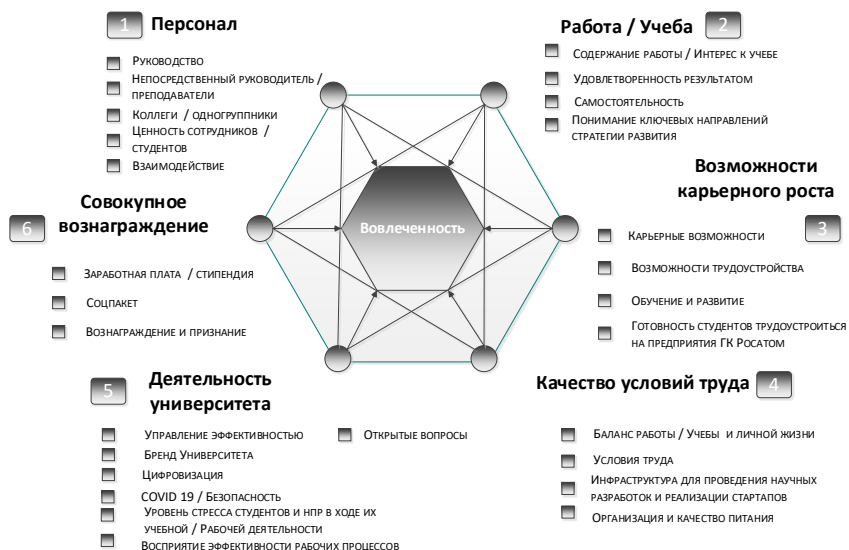 1 Персонал
Руководство
Непосредственный руководитель /
преподаватели
Коллеги / одногруппники
Ценность сотрудников /
студентов
Взаимодействие
Работа / Учеба 2
Содержание работы / Интерес к учебе
Удовлетворенность результатом
Самостоятельность
Понимание ключевых направлений
стратегии развития
Возможности
карьерного роста
3
Карьерные возможности
Возможности трудоустройства
Обучение и развитие
Готовность студентов трудоустроиться
на предприятия ГК Росатом
Вовлеченность
Совокупное
вознаграждение
6
Заработная плата / стипендия
Соцпакет
Вознаграждение и признание
5
Деятельность
университета
Управление эффективностью
Открытые вопросы
Бренд Университета
Цифровизация
COVID 19 / Безопасность
Уровень стресса студентов и НПР в ходе их
учебной / Рабочей деятельности
Восприятие эффективности рабочих процессов
Качество условий труда 4
Баланс работы / Учебы и личной жизни
Условия труда
Инфраструктура для проведения научных
разработок и реализации стартапов
Организация и качество питания